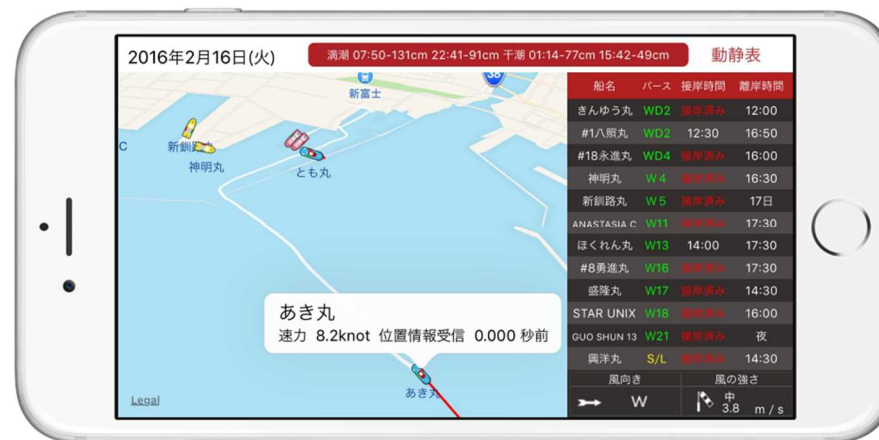 2016年2月16日(火)
満潮 07:50-131cm 22:41-91cm 干潮 01:14-77cm 15:42-49cm
動静表
38
新富士
C
新釧路
神明丸
とも丸
あき丸
速力 8.2knot 位置情報受信 0.000 秒前
あき丸
Legal
船名 バース 接岸時間 離岸時間
きんゆう丸 WD2 接岸済み 12:00
#1八照丸 WD2 12:30 16:50
#18永進丸 WD4 接岸済み 16:00
神明丸 W4 接岸済み 16:30
新釧路丸 W5 接岸済み 17日
ANASTASIA C W11 接岸済み 17:30
ほくれん丸 W13 14:00 17:30
#8勇進丸 W16 接岸済み 17:30
盛隆丸 W17 接岸済み 14:30
STAR UNIX W18 接岸済み 16:00
GUO SHUN 13 W21 接岸済み 夜
興洋丸 S/L 接岸済み 14:30
風向き 風の強さ
W 中
3.8 m / s